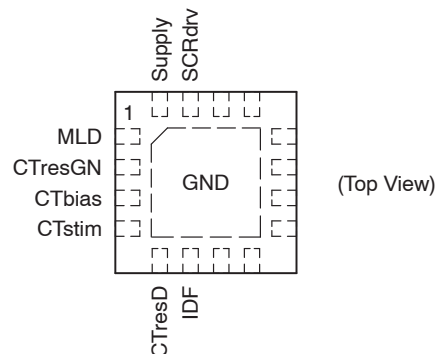 Supply
SCRdrv
1
MLD
CTresGN
CTbias
CTstim
GND
(Top View)
CTresD
IDF